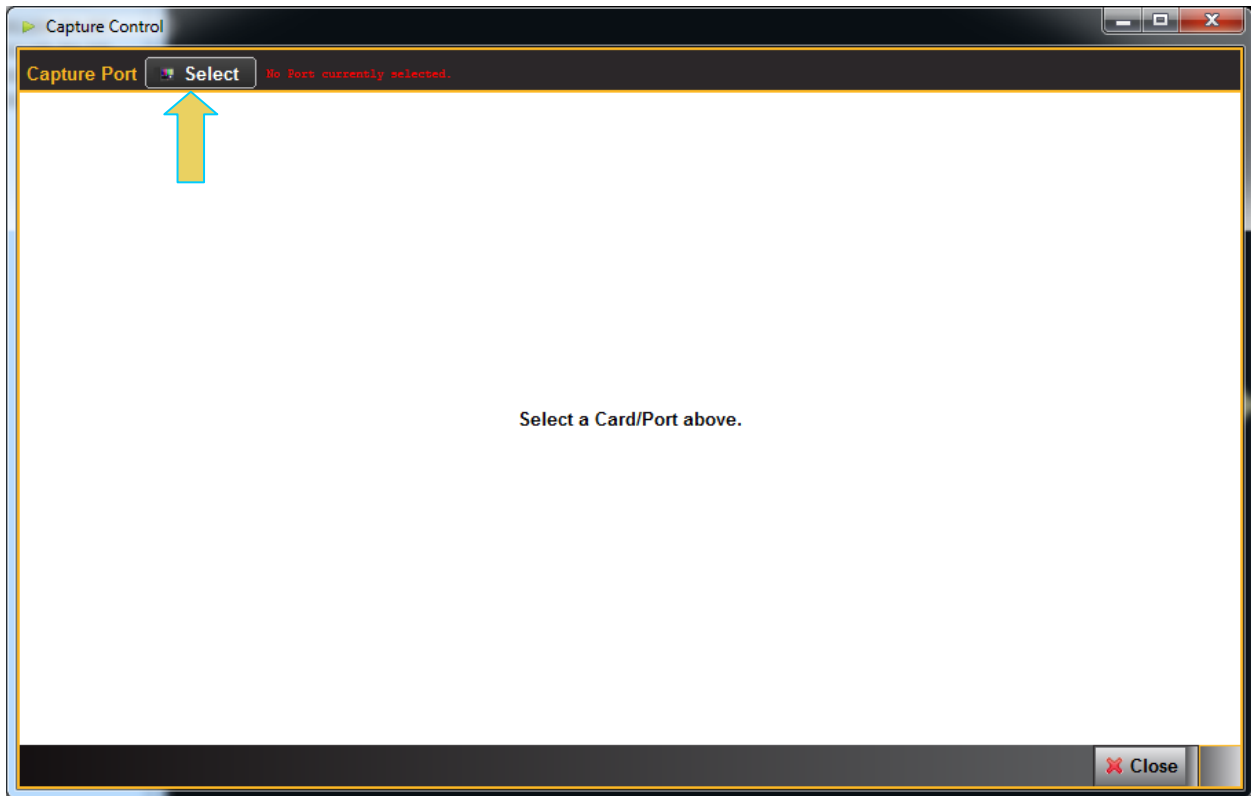 Capture Control
Capture Port Select No Port currently selected.
Select a Card/Port above.
Close